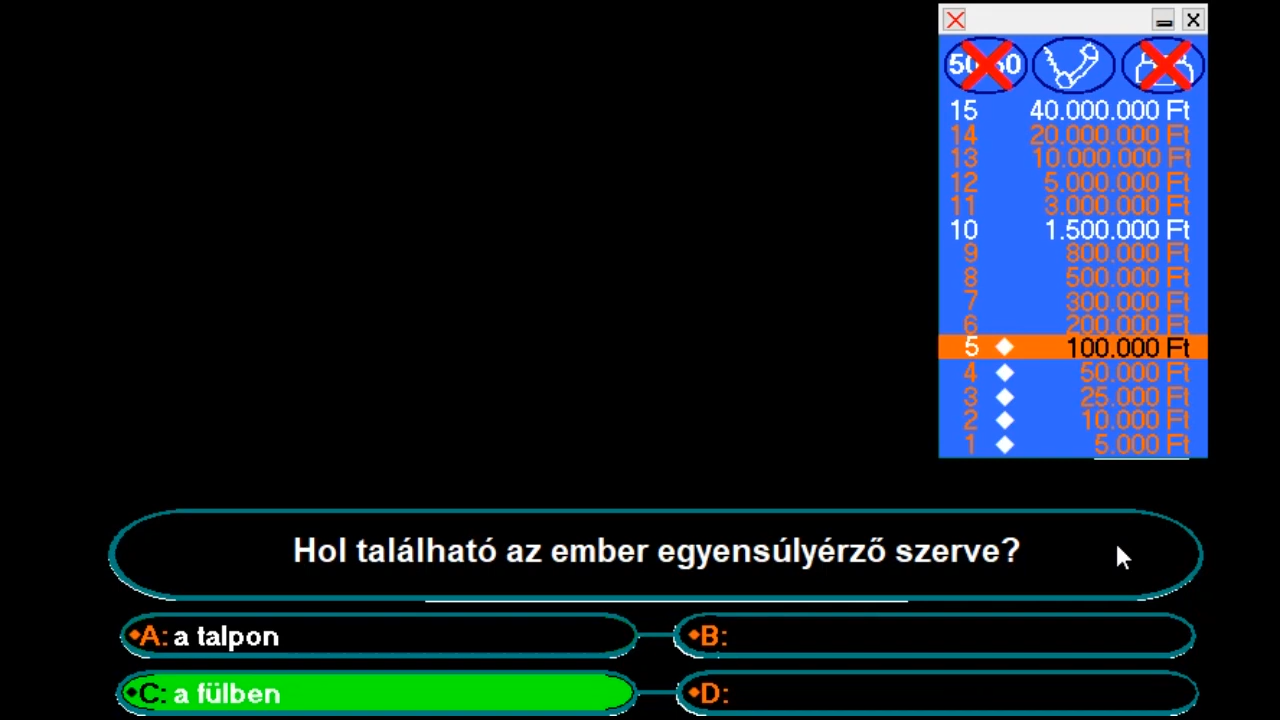 50:50
15 40.000.000 Ft
14 20.000.000 Ft
13 10.000.000 Ft
12 5.000.000 Ft
11 3.000.000 Ft
10 1.500.000 Ft
9 800.000 Ft
8 500.000 Ft
7 300.000 Ft
6 200.000 Ft
5 100.000 Ft
4 50.000 Ft
3 25.000 Ft
2 10.000 Ft
1 5.000 Ft
Hol található az ember egyensúlyérző szerve?
A: a talpon
B:
C: a fülben
D: